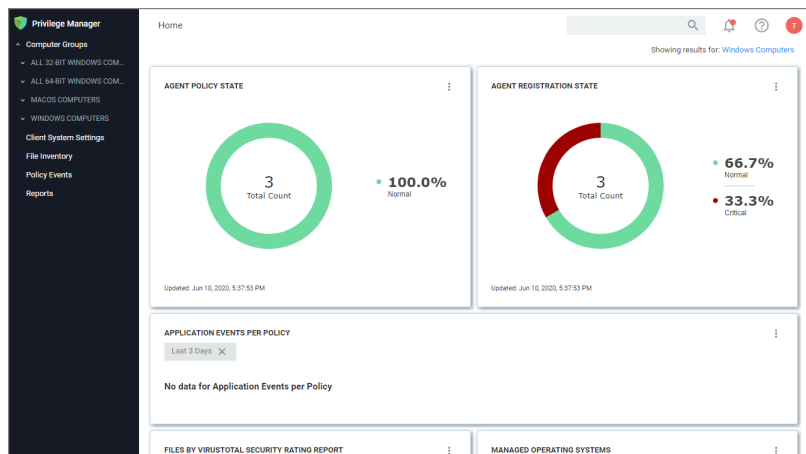 Privilege Manager
Home
T
Computer Groups
Showing results for: Windows Computers
ALL 32-BIT WINDOWS COM...
ALL 64-BIT WINDOWS COM...
MACOS COMPUTERS
WINDOWS COMPUTERS
Client System Settings
File Inventory
Policy Events
Reports
AGENT POLICY STATE
3
Total Count
100.0%
Normal
Updated: Jun 10, 2020, 5:37:53 PM
AGENT REGISTRATION STATE
3
Total Count
66.7%
Normal
33.3%
Critical
Updated: Jun 10, 2020, 5:37:53 PM
APPLICATION EVENTS PER POLICY
Last 3 Days
No data for Application Events per Policy
FILES BY VIRUSTOTAL SECURITY RATING REPORT
MANAGED OPERATING SYSTEMS